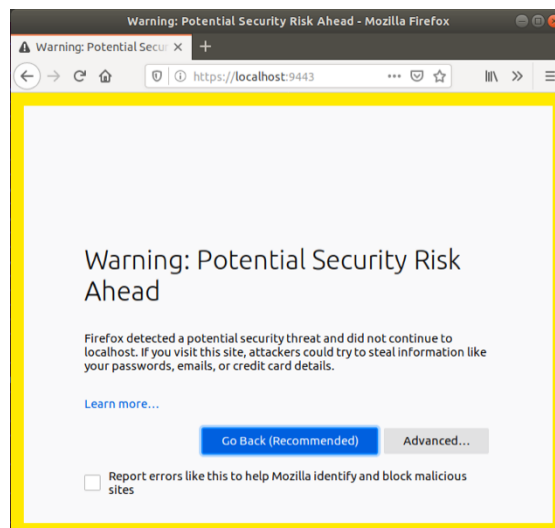 Warning: Potential Security Risk Ahead - Mozilla Firefox
Warning: Potential Secur
https://localhost:9443
Warning: Potential Security Risk
Ahead
Firefox detected a potential security threat and did not continue to
localhost. If you visit this site, attackers could try to steal information like
your passwords, emails, or credit card details.
Learn more…
Go Back (Recommended)
Advanced…
Report errors like this to help Mozilla identify and block malicious
sites